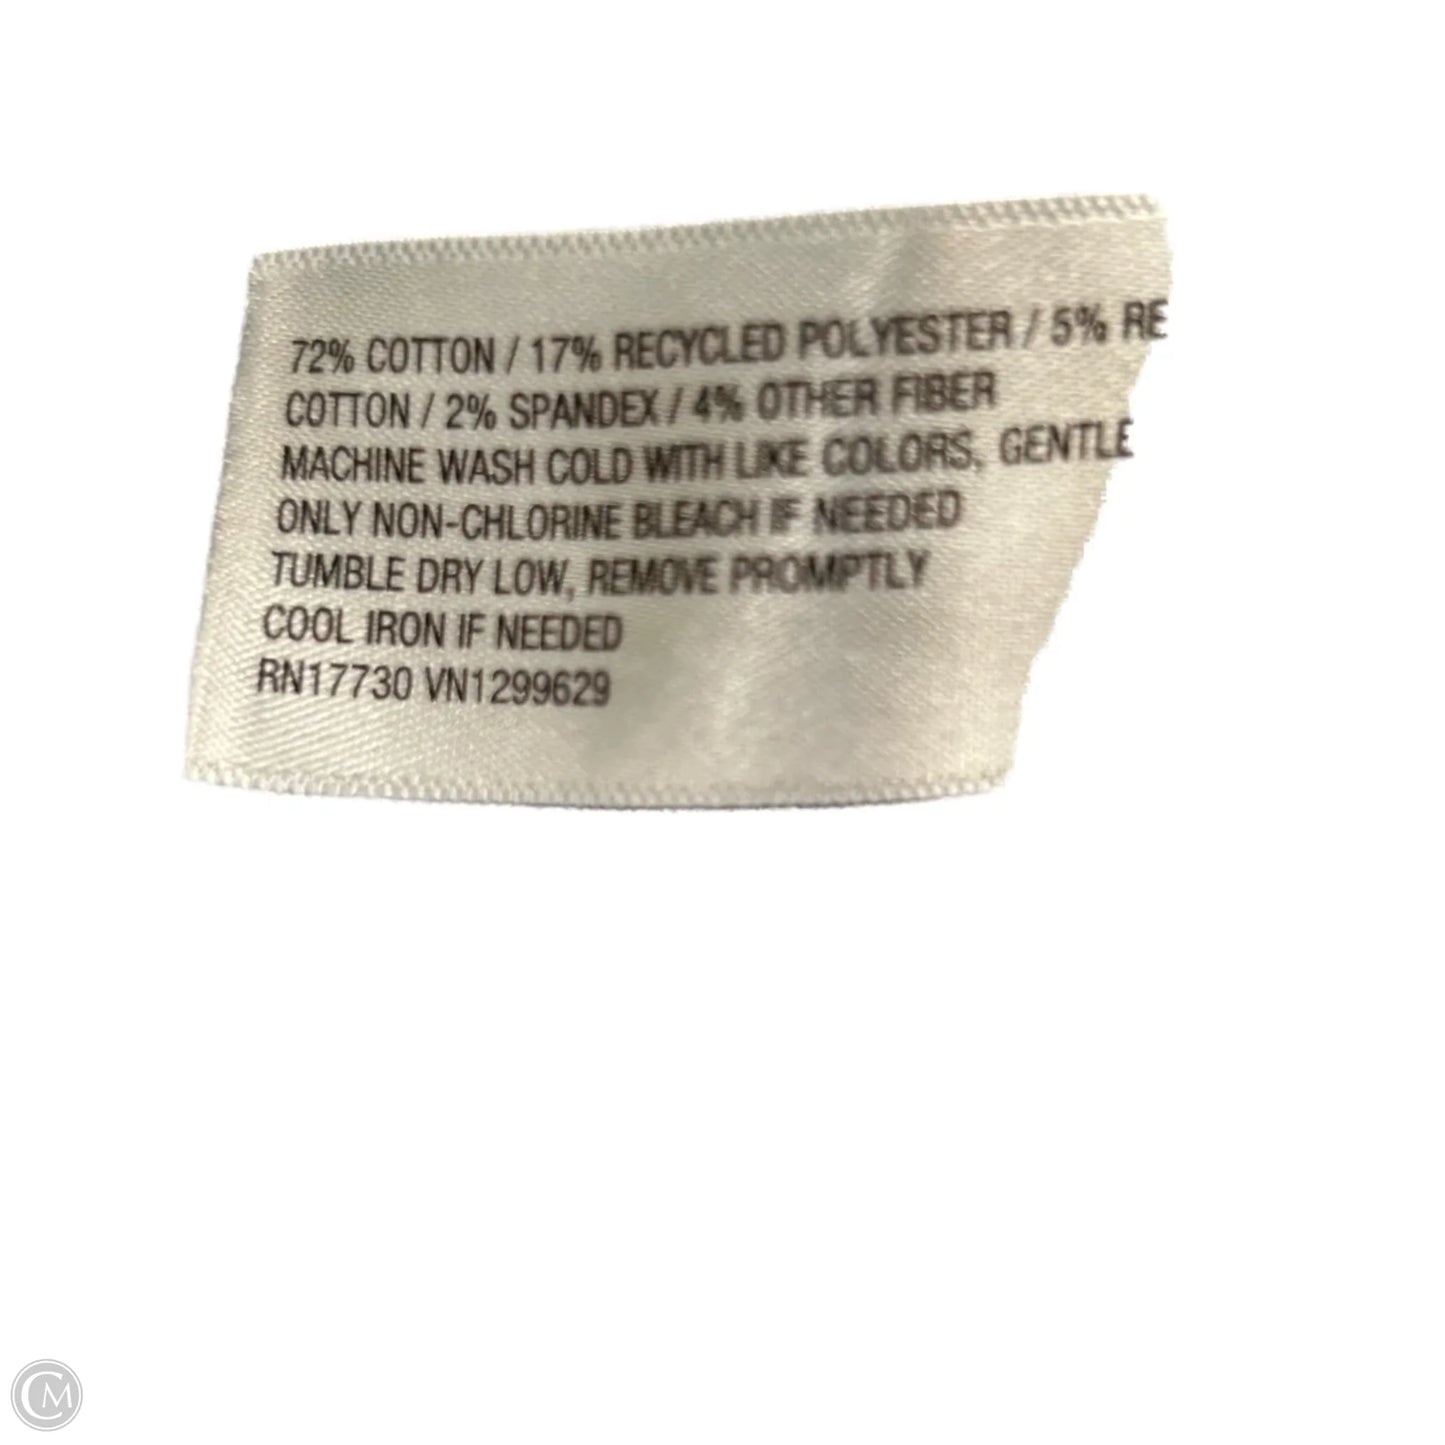 72% COTTON / 17% RECYCLED POLYESTER / 5% RE
COTTON / 2% SPANDEX / 4% OTHER FIBER
MACHINE WASH COLD WITH LIKE COLORS, GENTLE
ONLY NON-CHLORINE BLEACH IF NEEDED
TUMBLE DRY LOW, REMOVE PROMPTLY
COOL IRON IF NEEDED
RN17730 VN1299629
CM